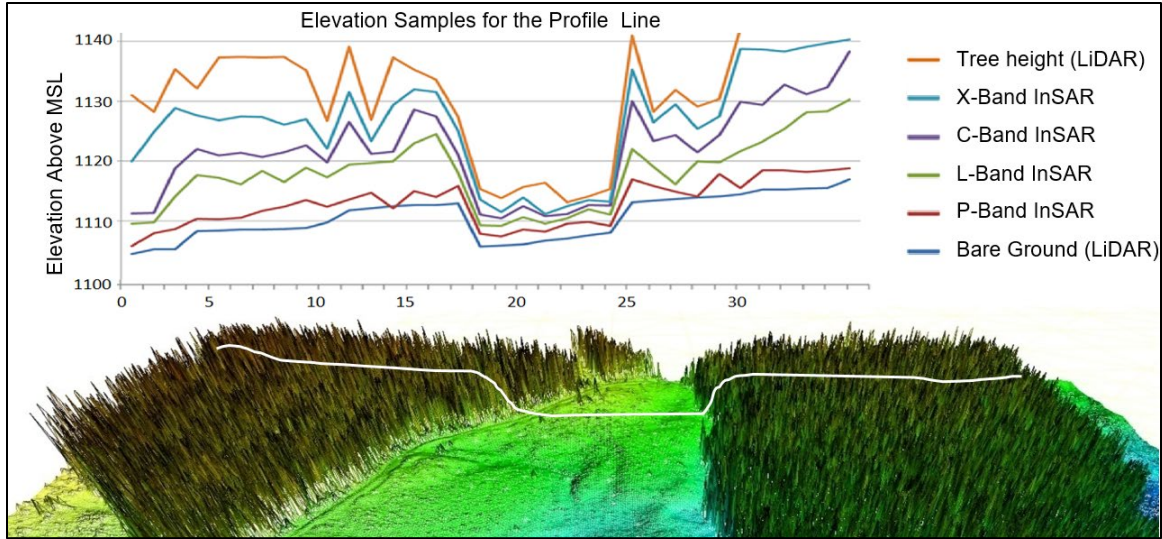 Elevation Samples for the Profile Line
Elevation Above MSL
1140
1130
1120
1110
1100
0 5 10 15 20 25 30
Tree height (LiDAR)
X-Band InSAR
C-Band InSAR
L-Band InSAR
P-Band InSAR
Bare Ground (LiDAR)